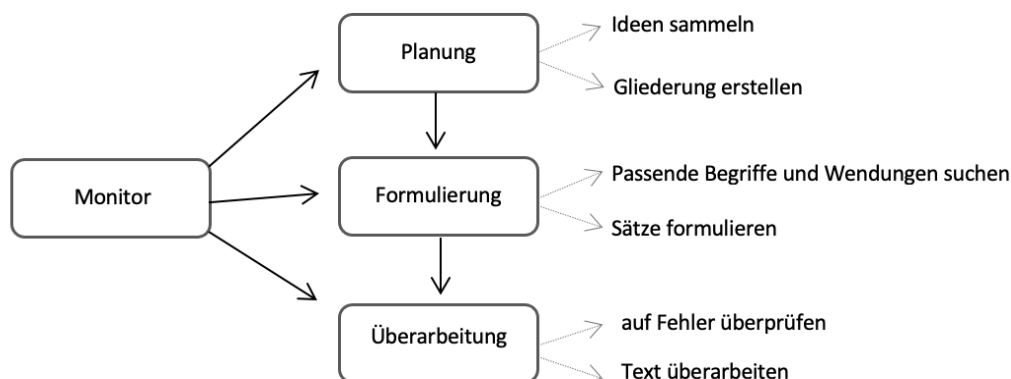 Ideen sammeln
Planung
Gliederung erstellen
Passende Begriffe und Wendungen suchen
Monitor
Formulierung
Sätze formulieren
auf Fehler überprüfen
Überarbeitung
Text überarbeiten